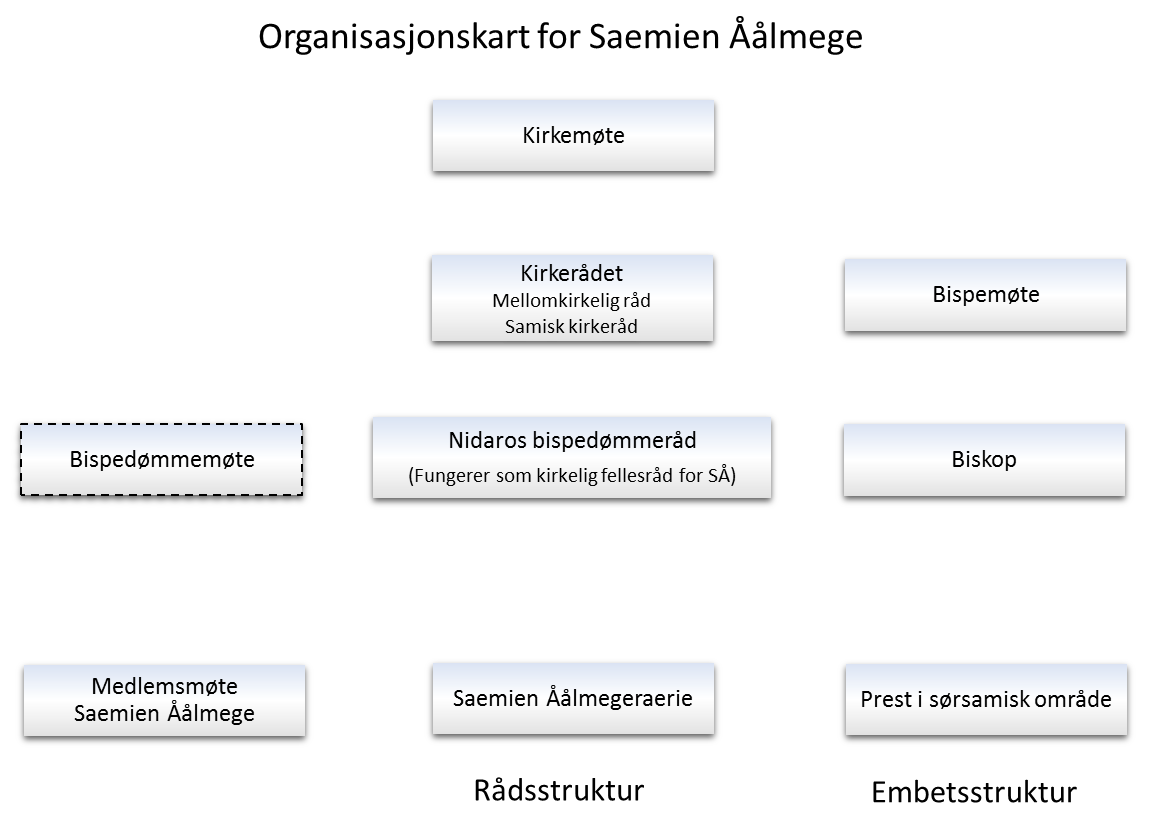 Organisasjonskart for Saemien Åålmege
Kirkemøte
Kirkerådet
Mellomkirkelig råd
Samisk kirkeråd
Bispemøte
Bispedømmemøte
Nidaros bispedømmeråd
(Fungerer som kirkelig fellesråd for SÅ)
Biskop
Medlemsmøte
Saemien Åålmege
Saemien Åålmegeraerie
Prest i sørsamisk område
Rådsstruktur
Embetsstruktur